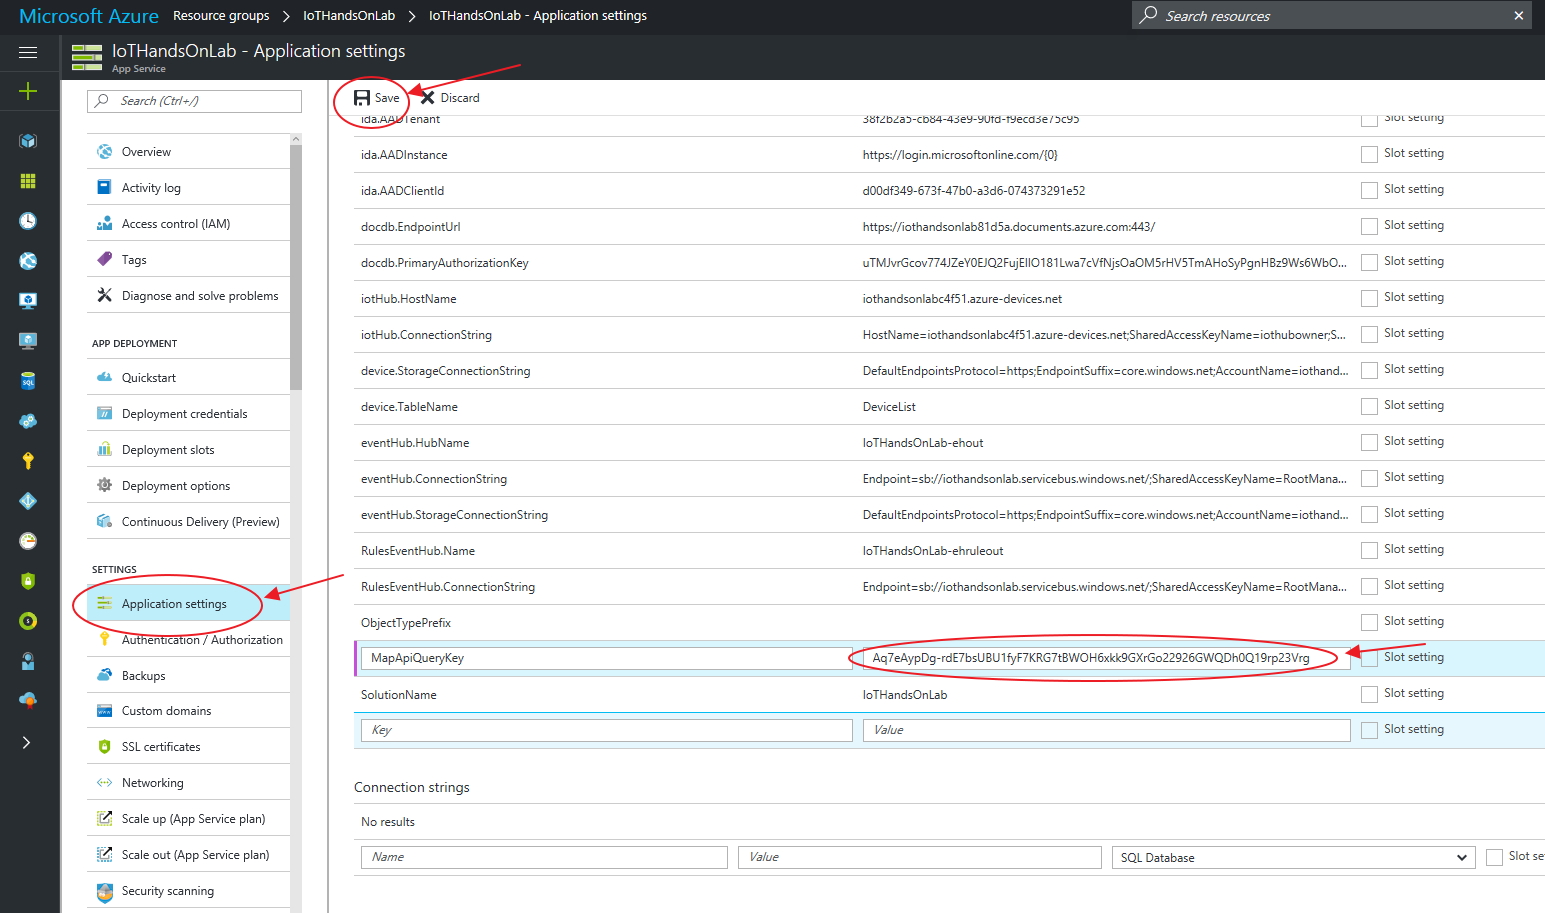 Microsoft Azure Resource groups > IoTHandsOnLab > IoTHandsOnLab - Application settings
Search resources
IoTHandsOnLab - Application settings
App Service
Search (Ctrl+/)
Overview
Activity log
Access control (IAM)
Tags
Diagnose and solve problems
APP DEPLOYMENT
Quickstart
Deployment credentials
Deployment slots
Deployment options
Continuous Delivery (Preview)
SETTINGS
Application settings
Authentication / Authorization
Backups
Custom domains
SSL certificates
Networking
Scale up (App Service plan)
Scale out (App Service plan)
Security scanning
Save Discard
ida.AADTenant 38f2b2a5-cb84-43e9-90fd-f9ecd3e75c95 Slot setting
ida.AADInstance https://login.microsoftonline.com/{0} Slot setting
ida.AADClientId d00df349-673f-47b0-a3d6-074373291e52 Slot setting
docdb.EndpointUrl https://iothandsonlab81d5a.documents.azure.com:443/ Slot setting
docdb.PrimaryAuthorizationKey uTMJvrGcov774JZeY0EJQ2FujEIIO181Lwa7cVfNjsOaOM5rHV5TmAHoSyPgnHBz9Ws6WbO... Slot setting
iotHub.HostName iothandsonlabc4f51.azure-devices.net Slot setting
iotHub.ConnectionString HostName=iothandsonlabc4f51.azure-devices.net;SharedAccessKeyName=iothubowner;S... Slot setting
device.StorageConnectionString DefaultEndpointsProtocol=https;EndpointSuffix=core.windows.net;AccountName=iothand... Slot setting
device.TableName DeviceList Slot setting
eventHub.HubName IoTHandsOnLab-ehout Slot setting
eventHub.ConnectionString Endpoint=sb://iothandsonlab.servicebus.windows.net/;SharedAccessKeyName=RootMana... Slot setting
eventHub.StorageConnectionString DefaultEndpointsProtocol=https;EndpointSuffix=core.windows.net;AccountName=iothand... Slot setting
RulesEventHub.Name IoTHandsOnLab-ehruleout Slot setting
RulesEventHub.ConnectionString Endpoint=sb://iothandsonlab.servicebus.windows.net/;SharedAccessKeyName=RootMana... Slot setting
ObjectTypePrefix Slot setting
MapApiQueryKey Aq7eAypDg-rdE7bsUBU1fyF7KRG7tBWOH6xkk9GXrGo22926GWQDh0Q19rp23Vrg Slot setting
SolutionName IoTHandsOnLab Slot setting
Key Value Slot setting
Connection strings
No results
Name Value SQL Database Slot se
SQL
www